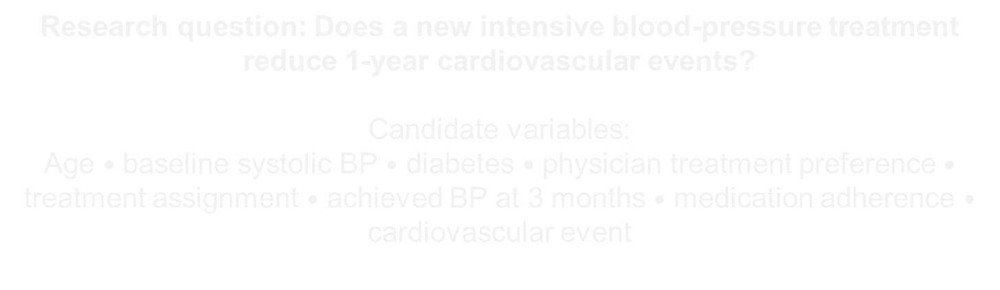 Research question: Does a new intensive blood-pressure treatment
reduce 1-year cardiovascular events?
Candidate variables:
Age • baseline systolic BP • diabetes • physician treatment preference •
treatment assignment • achieved BP at 3 months • medication adherence •
cardiovascular event